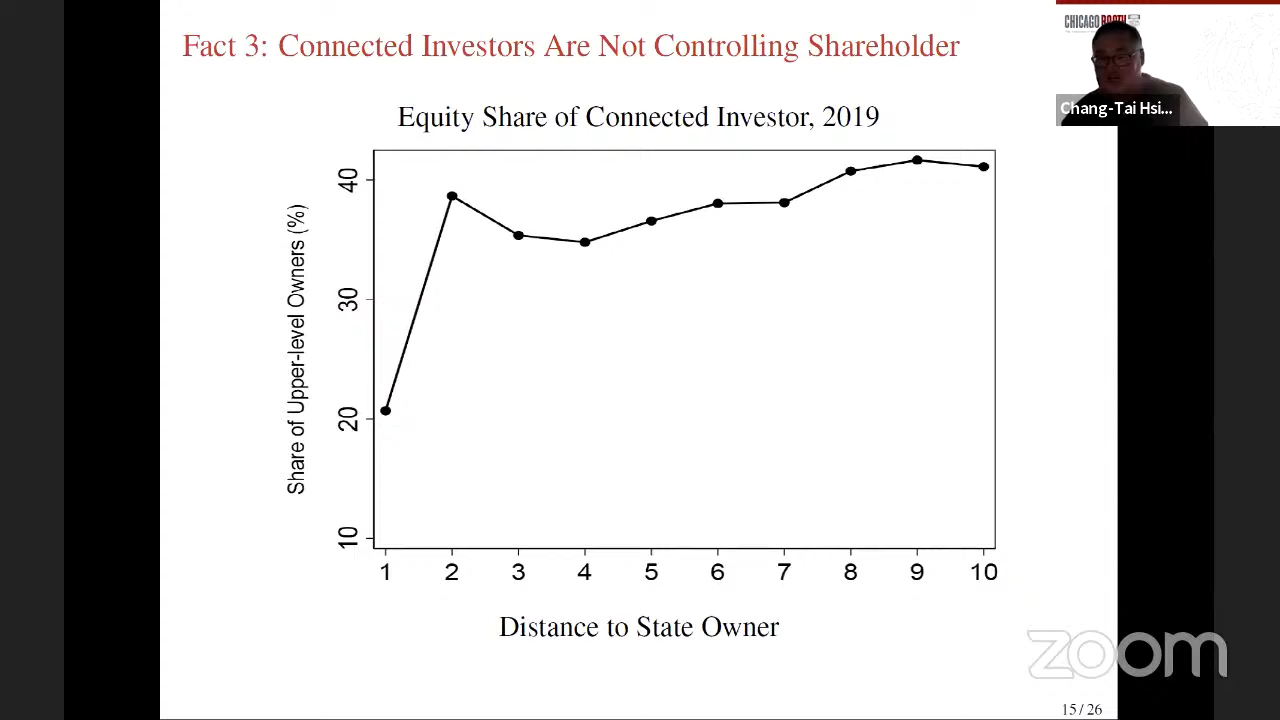 Fact 3: Connected Investors Are Not Controlling Shareholder
CHICAGO BOOTH
Chang-Tai Hsi...
Equity Share of Connected Investor, 2019
Share of Upper-level Owners (%)
40
30
20
10
1 2 3 4 5 6 7 8 9 10
Distance to State Owner
zoom
15 / 26